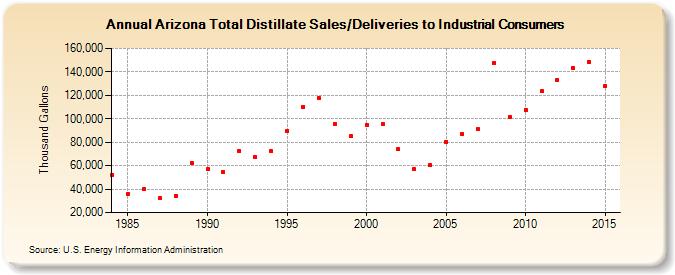 Annual Arizona Total Distillate Sales/Deliveries to Industrial Consumers
Thousand Gallons
160,000
140,000
120,000
100,000
80,000
60,000
40,000
20,000
1985 1990 1995 2000 2005 2010 2015
Source: U.S. Energy Information Administration